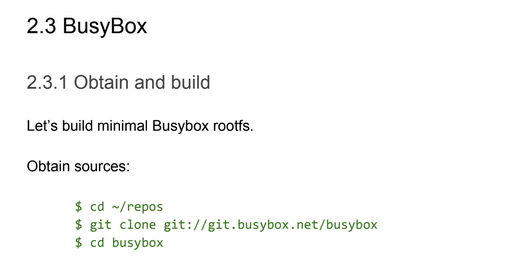 2.3 BusyBox
2.3.1 Obtain and build
Let’s build minimal Busybox rootfs.
Obtain sources:
$ cd ~/repos
$ git clone git://git.busybox.net/busybox
$ cd busybox